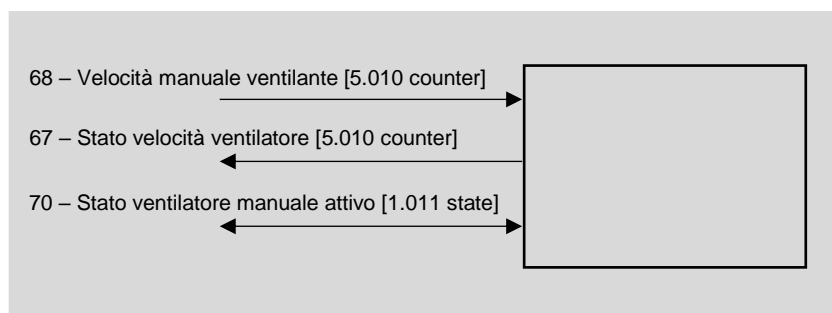 68 – Velocità manuale ventilante [5.010 counter]
67 – Stato velocità ventilatore [5.010 counter]
70 – Stato ventilatore manuale attivo [1.011 state]